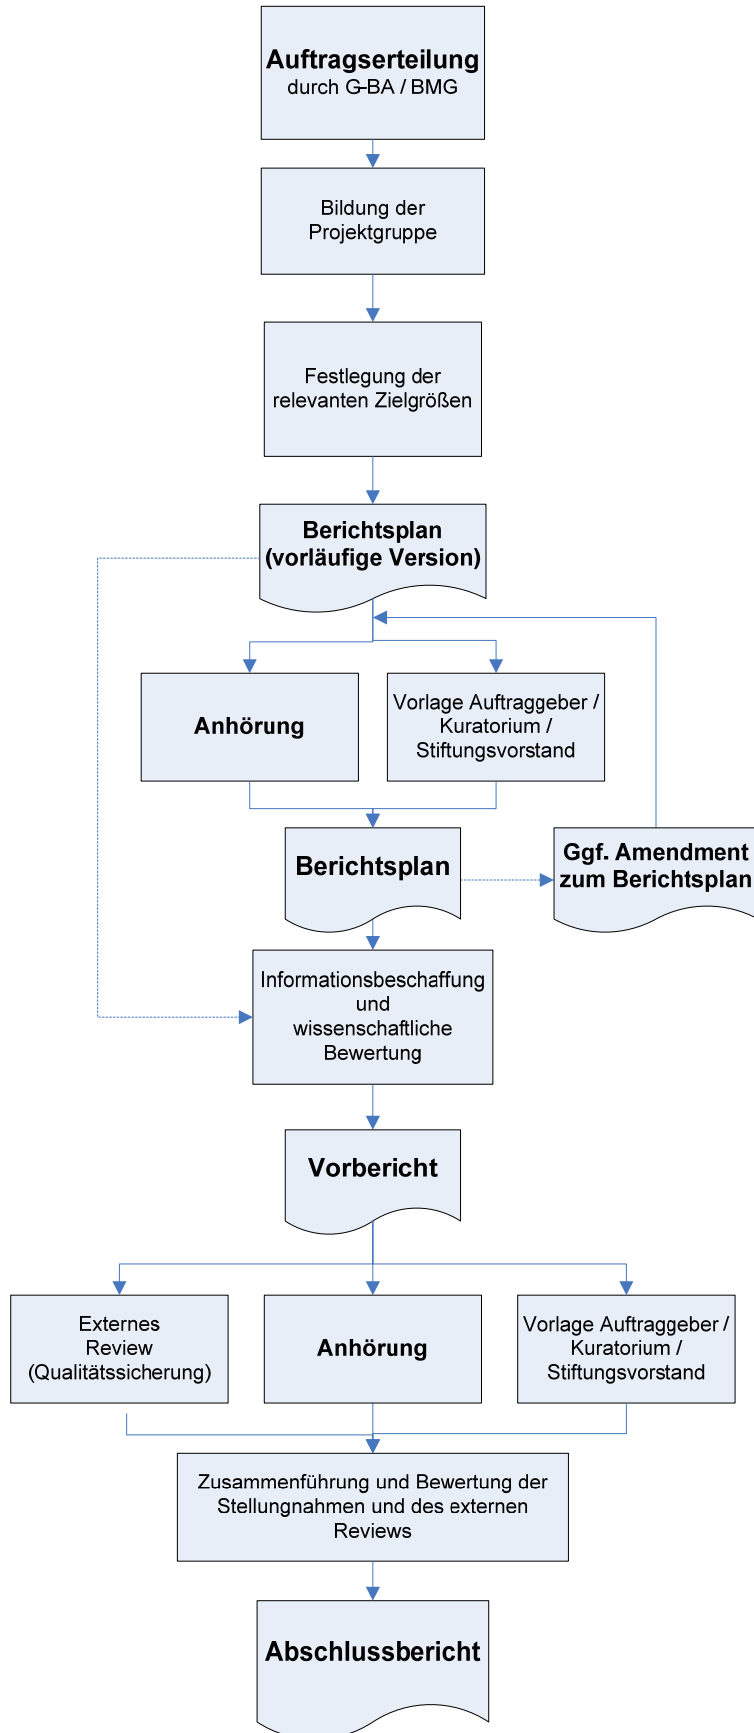 Auftragserteilung
durch G-BA / BMG
Bildung der
Projektgruppe
Festlegung der
relevanten Zielgrößen
Berichtsplan
(vorläufige Version)
Anhörung
Vorlage Auftraggeber /
Kuratorium /
Stiftungsvorstand
Berichtsplan
Ggf. Amendment
zum Berichtsplan
Informationsbeschaffung
und
wissenschaftliche
Bewertung
Vorbericht
Externes
Review
(Qualitätssicherung)
Anhörung
Vorlage Auftraggeber /
Kuratorium /
Stiftungsvorstand
Zusammenführung und Bewertung der
Stellungnahmen und des externen
Reviews
Abschlussbericht